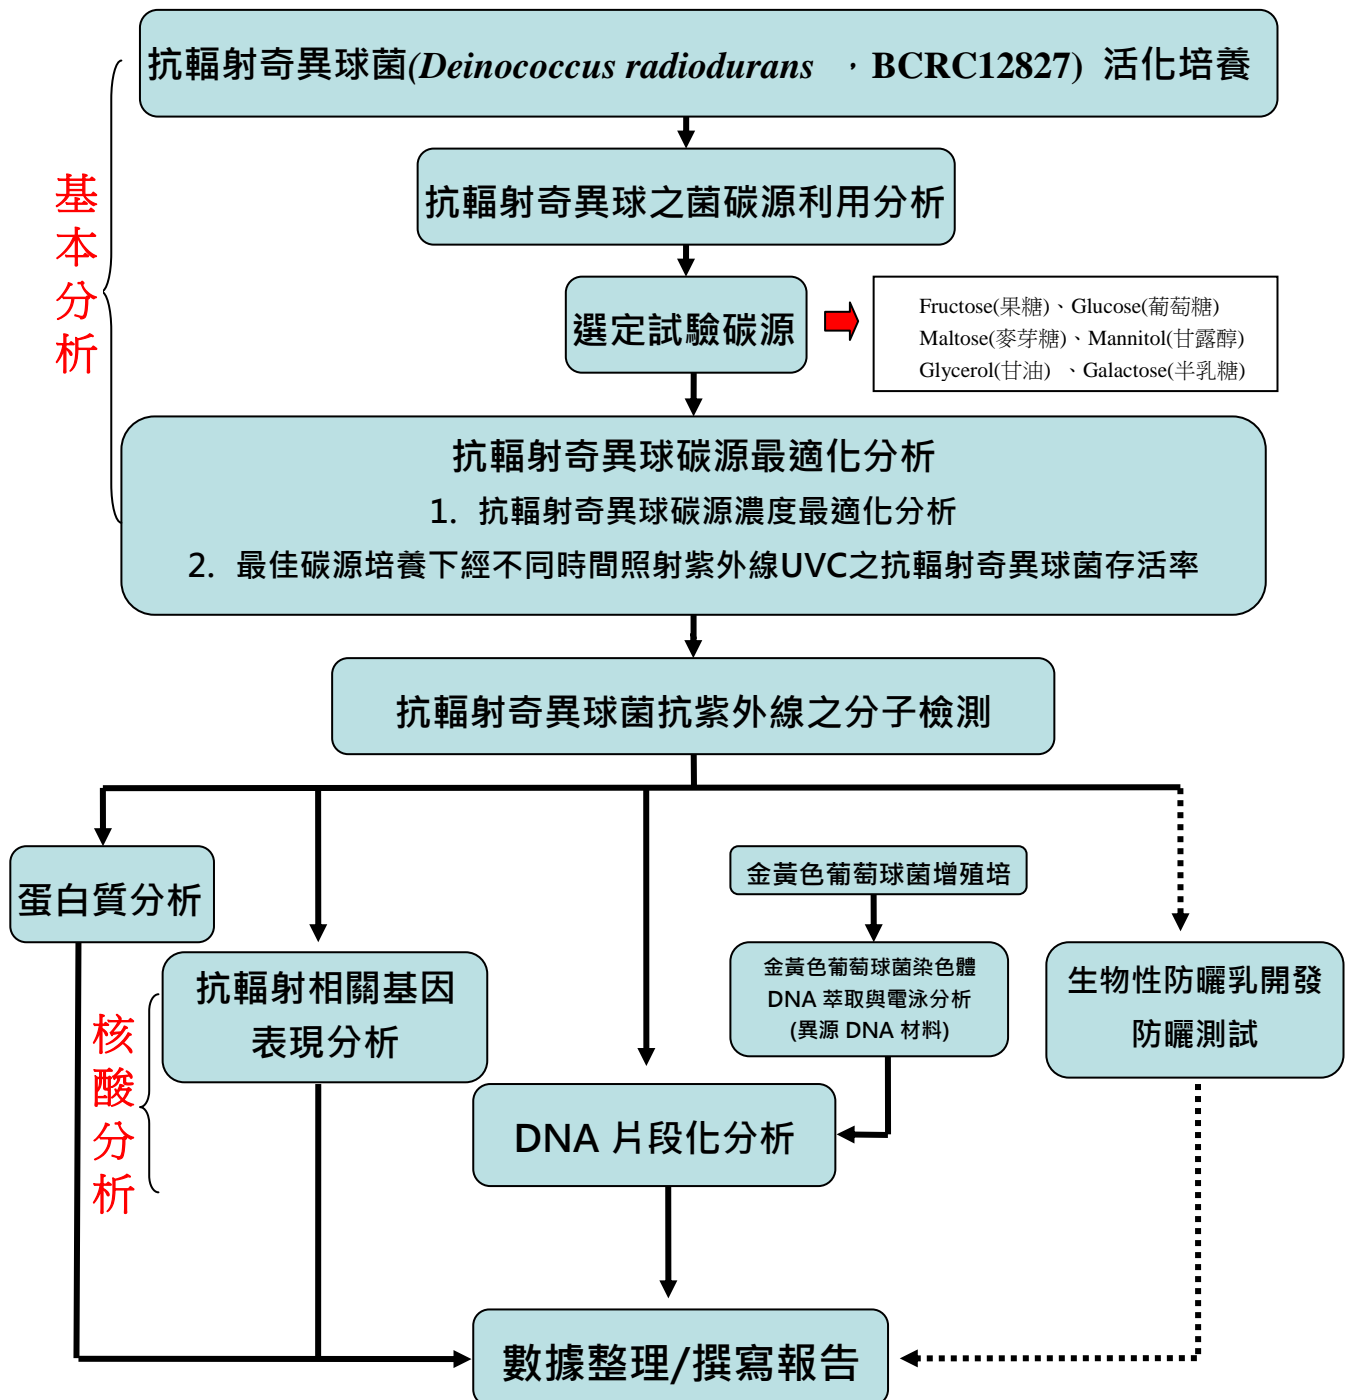 抗輻射奇異球菌(Deinococcus radiodurans ，BCRC12827) 活化培養
基本分析
抗輻射奇異球之菌碳源利用分析
選定試驗碳源
Fructose(果糖)、Glucose(葡萄糖)
Maltose(麥芽糖)、Mannitol(甘露醇)
Glycerol(甘油) 、Galactose(半乳糖)
抗輻射奇異球碳源最適化分析
1. 抗輻射奇異球碳源濃度最適化分析
2. 最佳碳源培養下經不同時間照射紫外線UVC之抗輻射奇異球菌存活率
抗輻射奇異球菌抗紫外線之分子檢測
蛋白質分析
金黃色葡萄球菌增殖培
核酸分析
抗輻射相關基因
表現分析
金黃色葡萄球菌染色體
DNA 萃取與電泳分析
(異源 DNA 材料)
生物性防曬乳開發
防曬測試
DNA 片段化分析
數據整理/撰寫報告